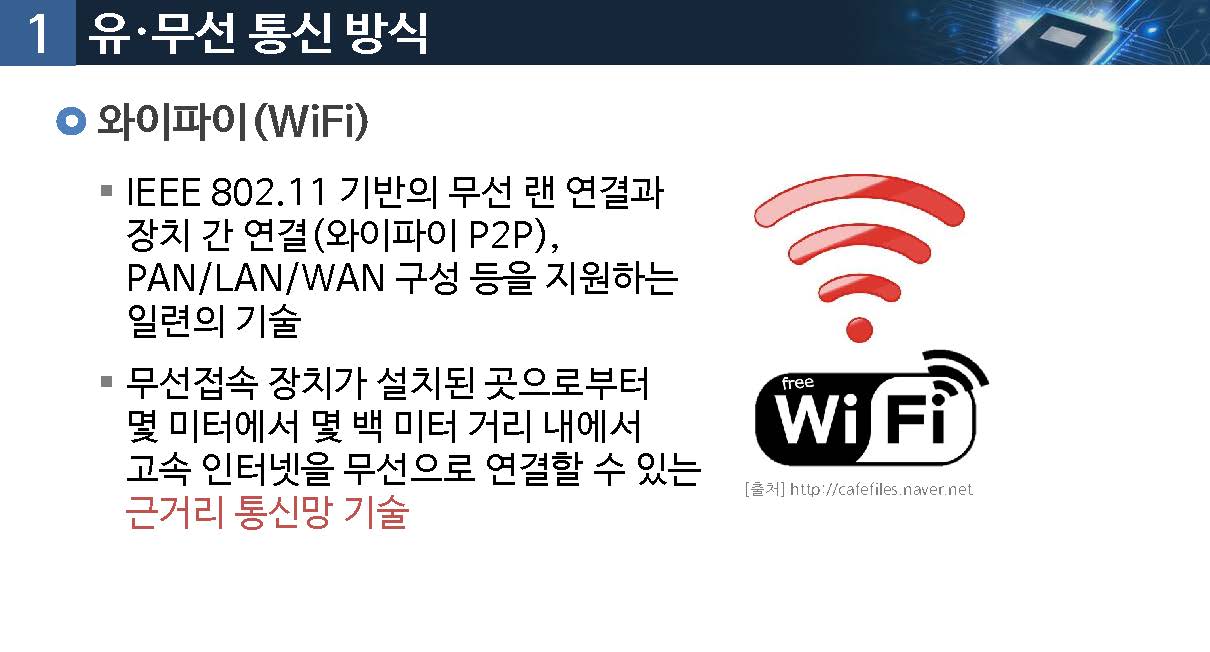 1 유·무선 통신 방식
와이파이(WiFi)
IEEE 802.11 기반의 무선 랜 연결과
장치 간 연결(와이파이 P2P),
PAN/LAN/WAN 구성 등을 지원하는
일련의 기술
무선접속 장치가 설치된 곳으로부터
몇 미터에서 몇 백 미터 거리 내에서
고속 인터넷을 무선으로 연결할 수 있는
근거리 통신망 기술
free
WiFi
[출처] http://cafefiles.naver.net